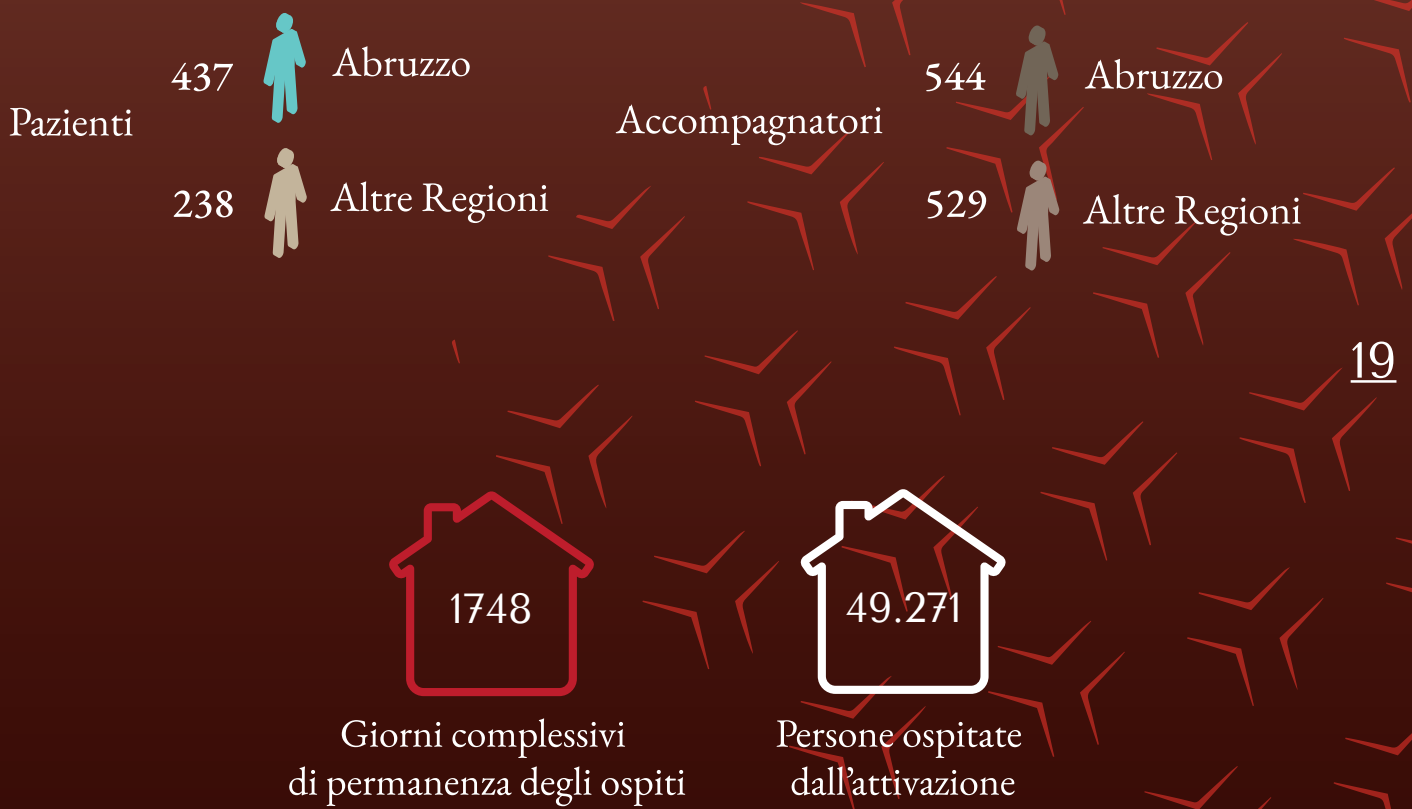 Pazienti
437
Abruzzo
238
Altre Regioni
Accompagnatori
544
Abruzzo
529
Altre Regioni
19
1748
Giorni complessivi
di permanenza degli ospiti
49.271
Persone ospitate
dall’attivazione